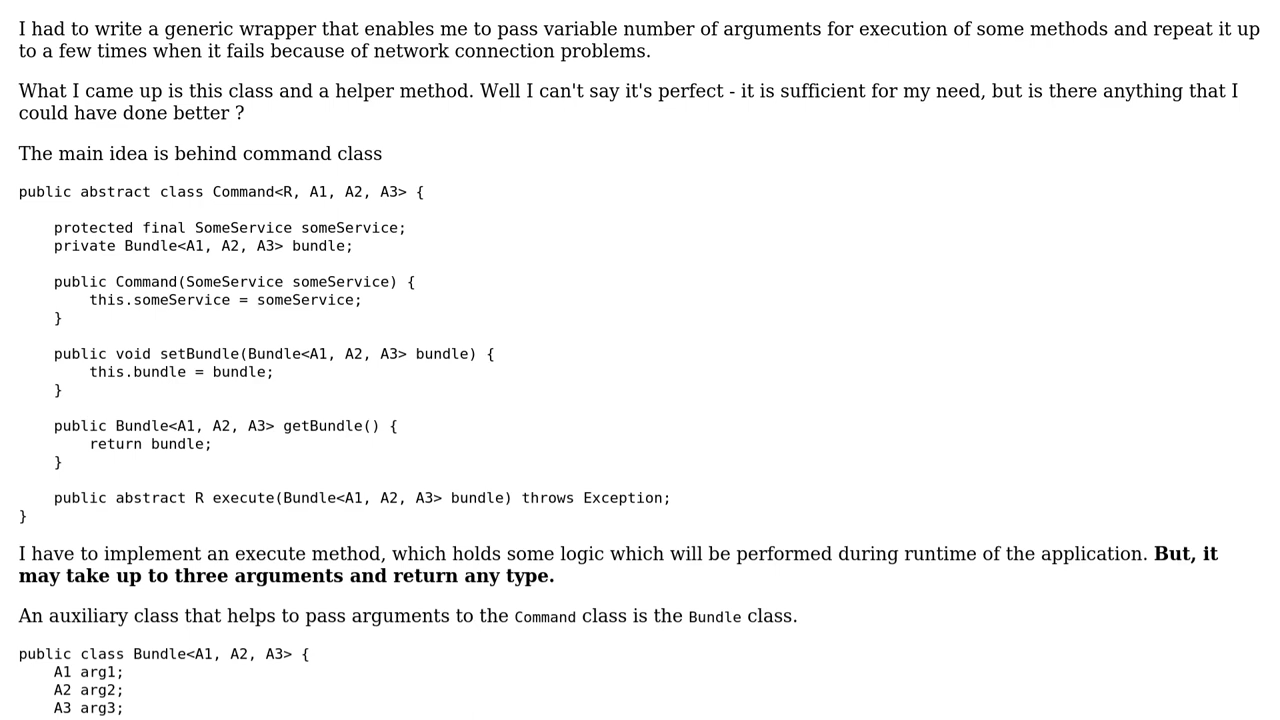 I had to write a generic wrapper that enables me to pass variable number of arguments for execution of some methods and repeat it up
to a few times when it fails because of network connection problems.
What I came up is this class and a helper method. Well I can't say it's perfect - it is sufficient for my need, but is there anything that I
could have done better ?
The main idea is behind command class
public abstract class Command<R, A1, A2, A3> {
    protected final SomeService someService;
    private Bundle<A1, A2, A3> bundle;
    public Command(SomeService someService) {
        this.someService = someService;
    }
    public void setBundle(Bundle<A1, A2, A3> bundle) {
        this.bundle = bundle;
    }
    public Bundle<A1, A2, A3> getBundle() {
        return bundle;
    }
    public abstract R execute(Bundle<A1, A2, A3> bundle) throws Exception;
}
I have to implement an execute method, which holds some logic which will be performed during runtime of the application. But, it
may take up to three arguments and return any type.
An auxiliary class that helps to pass arguments to the Command class is the Bundle class.
public class Bundle<A1, A2, A3> {
    A1 arg1;
    A2 arg2;
    A3 arg3;